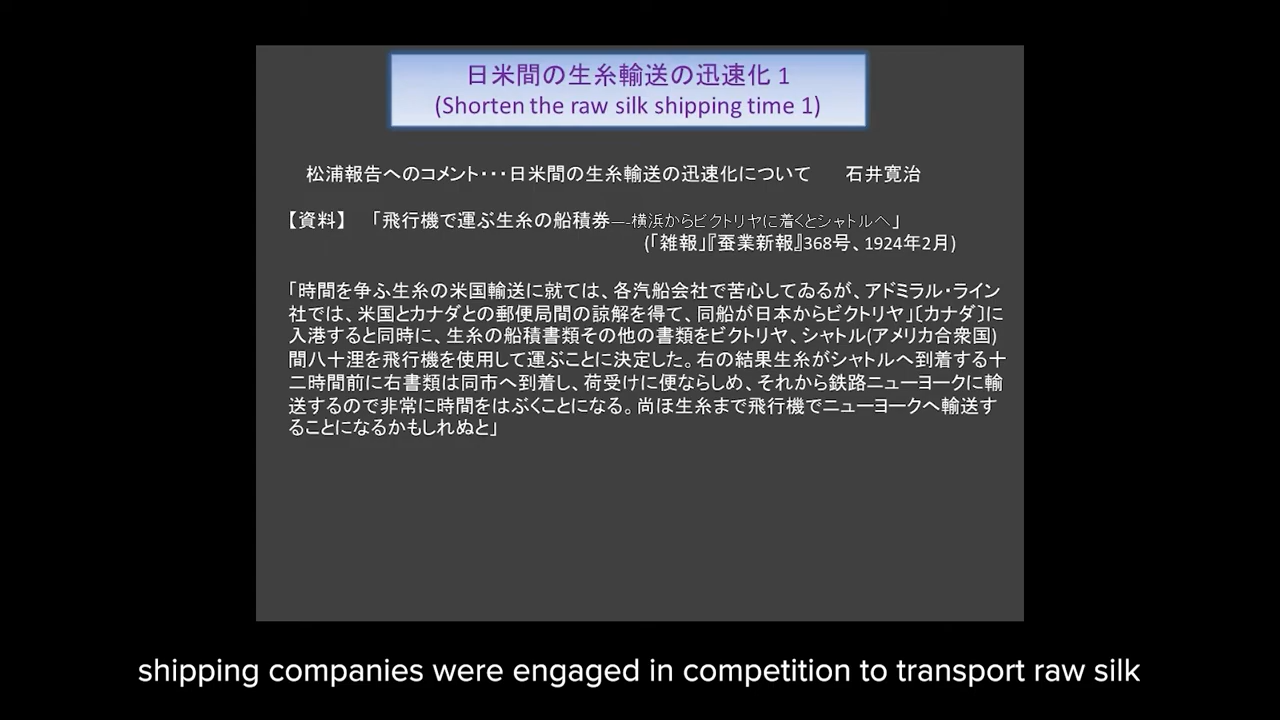 日米間の生糸輸送の迅速化 1
(Shorten the raw silk shipping time 1)
松浦報告へのコメント･･･日米間の生糸輸送の迅速化について　石井寛治
【資料】　「飛行機で運ぶ生糸の船積券―-横浜からビクトリヤに着くとシャトルへ」
(「雑報」『蚕業新報』368号、1924年2月)
「時間を争ふ生糸の米国輸送に就ては、各汽船会社で苦心してゐるが、アドミラル・ライン
社では、米国とカナダとの郵便局間の諒解を得て、同船が日本からビクトリヤ」〔カナダ〕に
入港すると同時に、生糸の船積書類その他の書類をビクトリヤ、シャトル(アメリカ合衆国)
間八十浬を飛行機を使用して運ぶことに決定した。右の結果生糸がシャトルへ到着する十
二時間前に右書類は同市へ到着し、荷受けに便ならしめ、それから鉄路ニューヨークに輸
送するので非常に時間をはぶくことになる。尚ほ生糸まで飛行機でニューヨークへ輸送す
ることになるかもしれぬと」
shipping companies were engaged in competition to transport raw silk